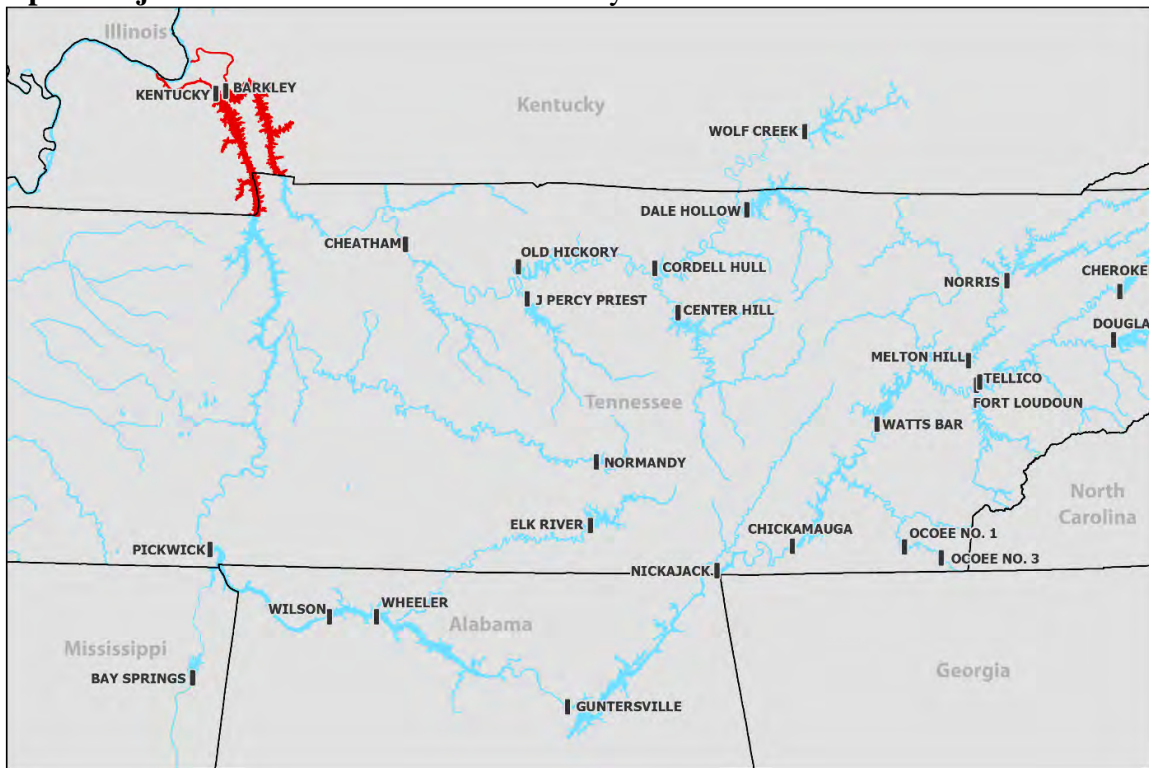 Illinois
BARKLEY
KENTUCKY
Kentucky
WOLF CREEK
DALE HOLLOW
CHEATHAM
OLD HICKORY
CORDELL HULL
NORRIS
CHEROKE
J PERCY PRIEST
CENTER HILL
DOUGLA
MELTON HILL
TELLICO
FORT LOUDOUN
Tennessee
WATTS BAR
NORMANDY
North
Carolina
ELK RIVER
CHICKAMAUGA
OCOEE NO. 1
PICKWICK
OCOEE NO. 3
NICKAJACK
WILSON
WHEELER
Alabama
Mississippi
Georgia
BAY SPRINGS
GUNTERSVILLE